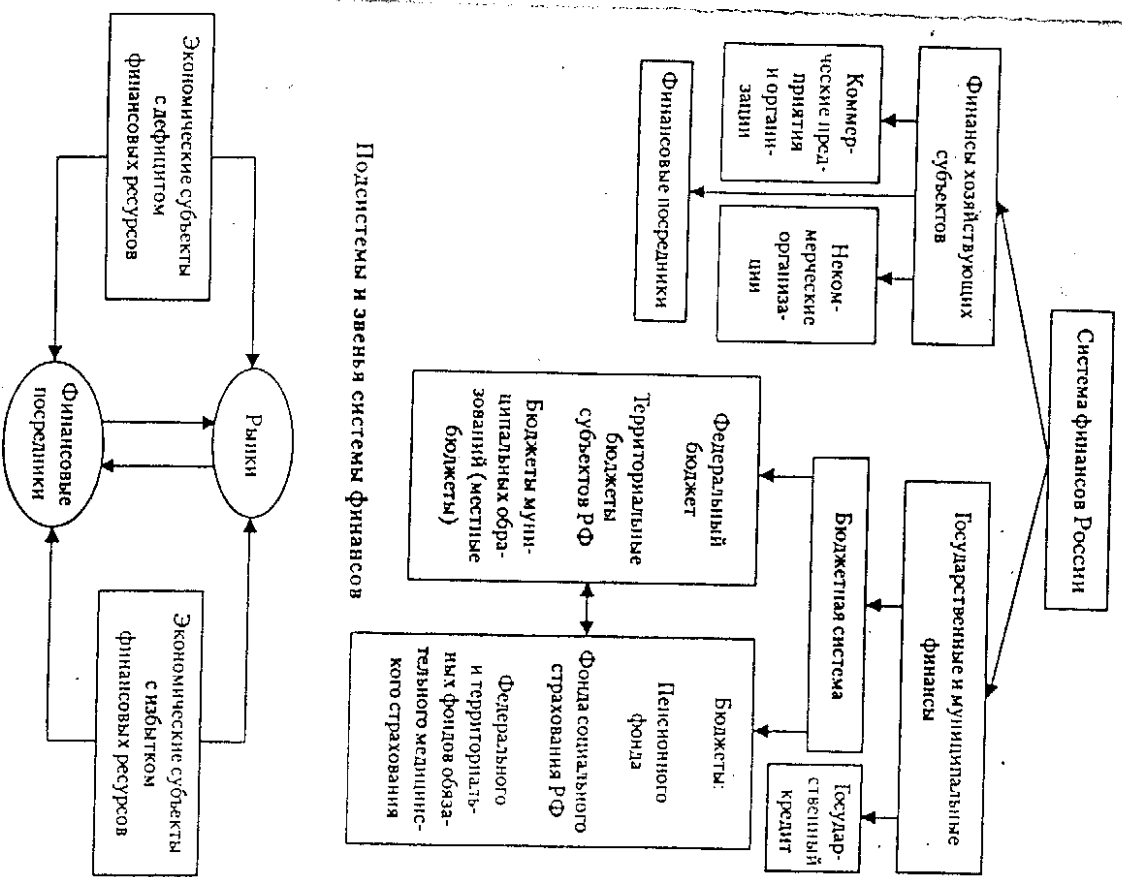 Система финансов России
Финансы хозяйствующих
субъектов
Государственные и муниципальные
финансы
Коммер-
ческие пред-
приятия
и органи-
зации
Неком-
мерческие
организа-
ции
Финансовые посредники
Бюджетная система
Государ-
ственный
кредит
Федеральный
бюджет
Территориальные
бюджеты
субъектов РФ
Бюджеты муни-
ципальных обра-
зований (местные
бюджеты)
Бюджеты:
Пенсионного
фонда
Фонда социального
страхования РФ
Федерального
и территориаль-
ных фондов обяза-
тельного медицинс-
кого страхования
Подсистемы и звенья системы финансов
Рынки
Экономические субъекты
с дефицитом
финансовых ресурсов
Экономические субъекты
с избытком
финансовых ресурсов
Финансовые
посредники